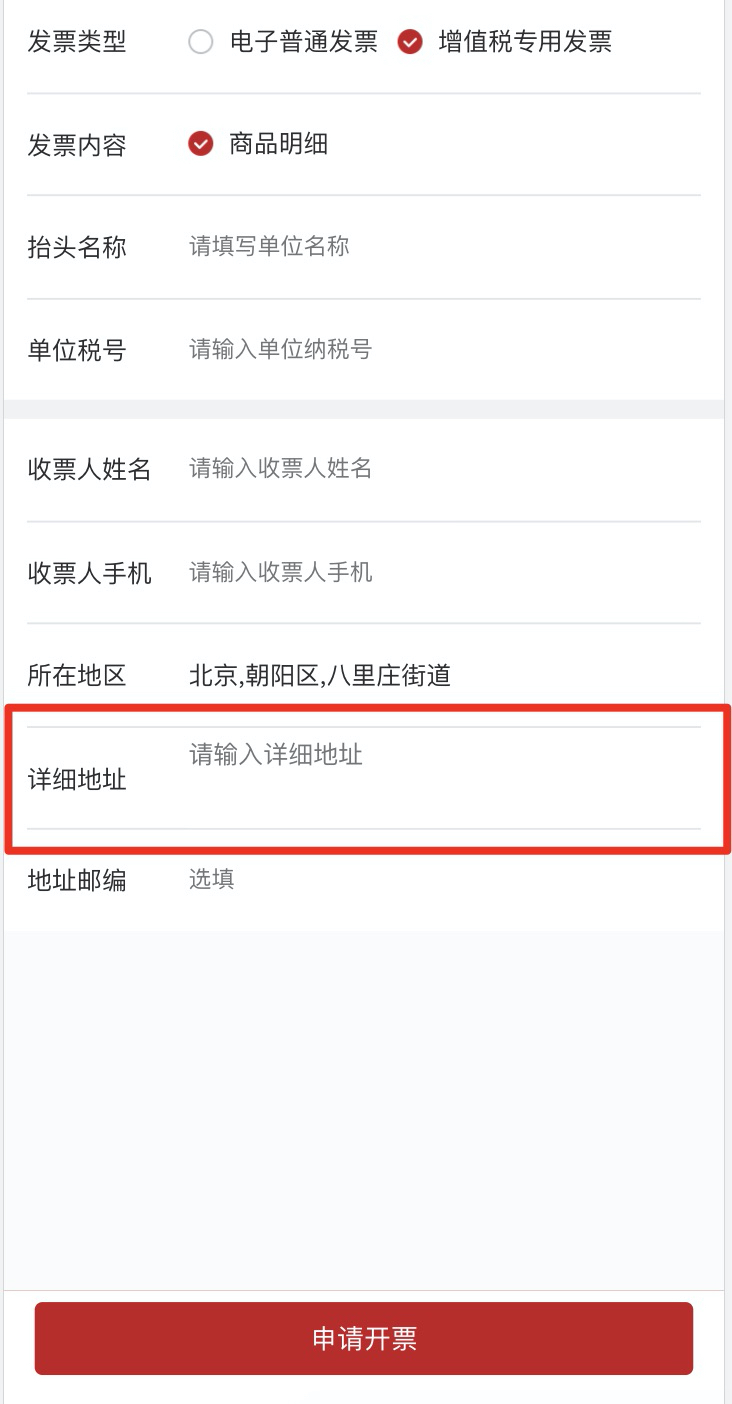 发票类型 电子普通发票 增值税专用发票
发票内容 商品明细
抬头名称 请填写单位名称
单位税号 请输入单位纳税号
收票人姓名 请输入收票人姓名
收票人手机 请输入收票人手机
所在地区 北京,朝阳区,八里庄街道
详细地址 请输入详细地址
地址邮编 选填
申请开票